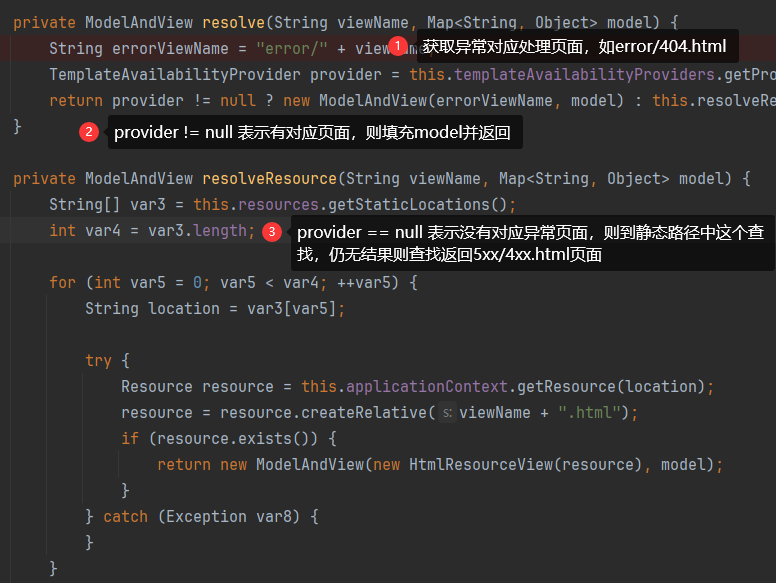 private ModelAndView resolve(String viewName, Map<String, Object> model) {
String errorViewName = "error/" + view
1 获取异常对应处理页面，如error/404.html
TemplateAvailabilityProvider provider = this.templateAvailabilityProviders.getPro
return provider != null ? new ModelAndView(errorViewName, model) : this.resolveRe
}
2 provider != null 表示有对应页面，则填充model并返回
private ModelAndView resolveResource(String viewName, Map<String, Object> model) {
String[] var3 = this.resources.getStaticLocations();
int var4 = var3.length;
3 provider == null 表示没有对应异常页面，则到静态路径中这个查
找，仍无结果则查找返回5xx/4xx.html页面
for (int var5 = 0; var5 < var4; ++var5) {
String location = var3[var5];
try {
Resource resource = this.applicationContext.getResource(location);
resource = resource.createRelative( s: viewName + ".html");
if (resource.exists()) {
return new ModelAndView(new HtmlResourceView(resource), model);
}
} catch (Exception var8) {
}
}